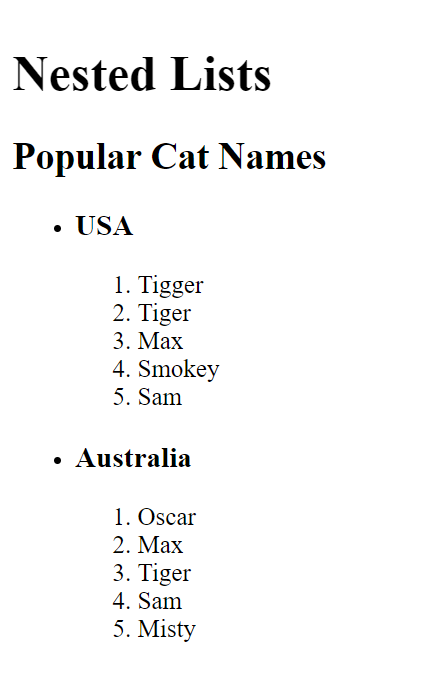 Nested Lists
Popular Cat Names
• USA
1. Tigger
2. Tiger
3. Max
4. Smokey
5. Sam
• Australia
1. Oscar
2. Max
3. Tiger
4. Sam
5. Misty